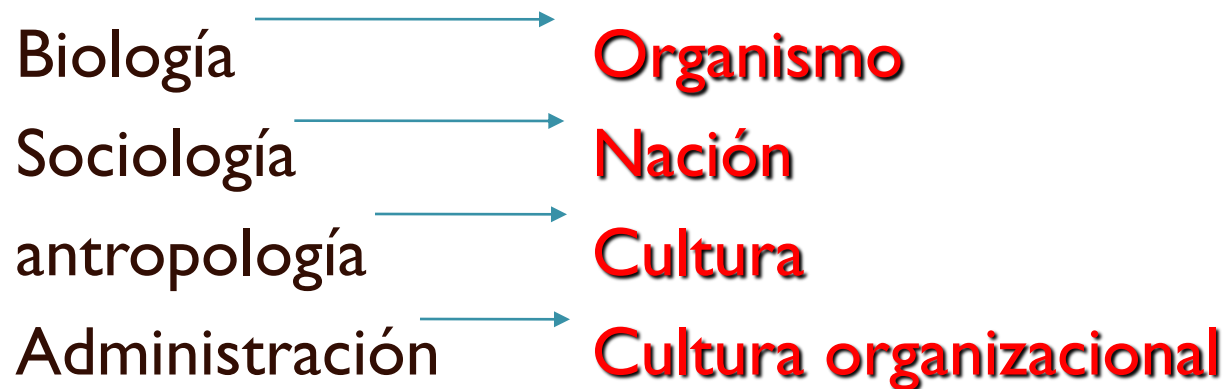 Biología Organismo
Sociología Nación
antropología Cultura
Administración Cultura organizacional